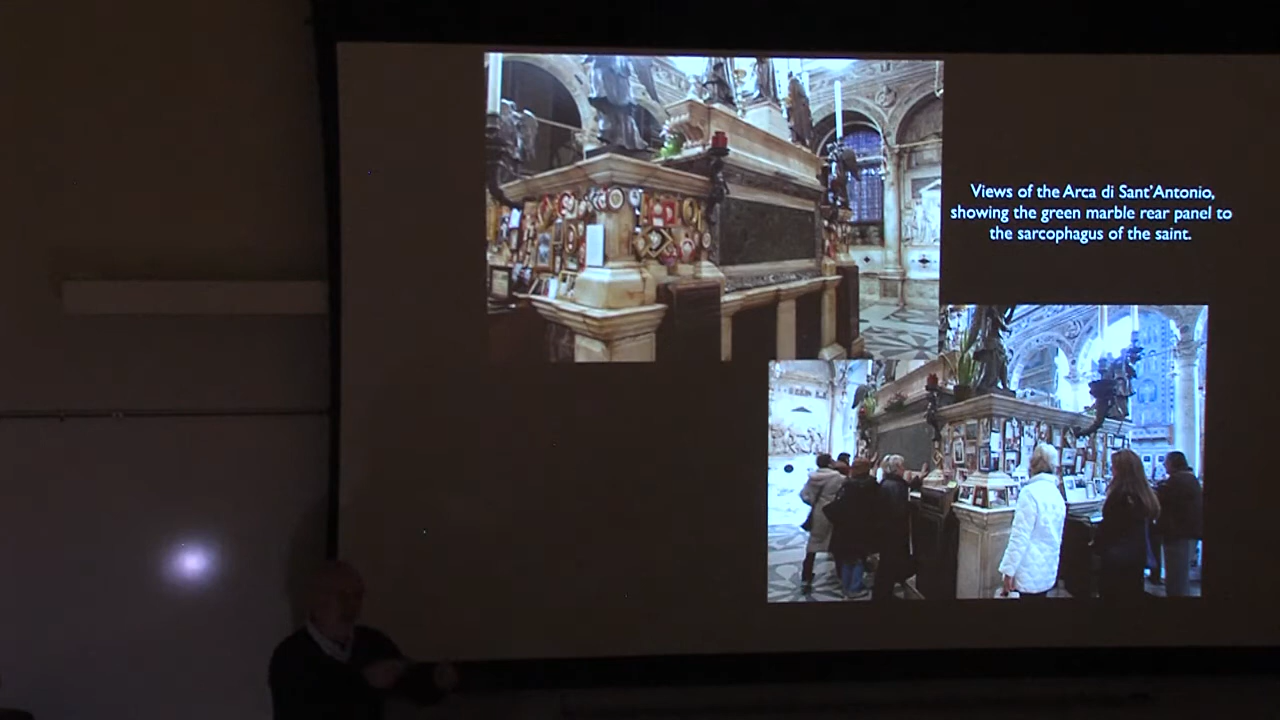 Views of the Arca di Sant'Antonio,
showing the green marble rear panel to
the sarcophagus of the saint.